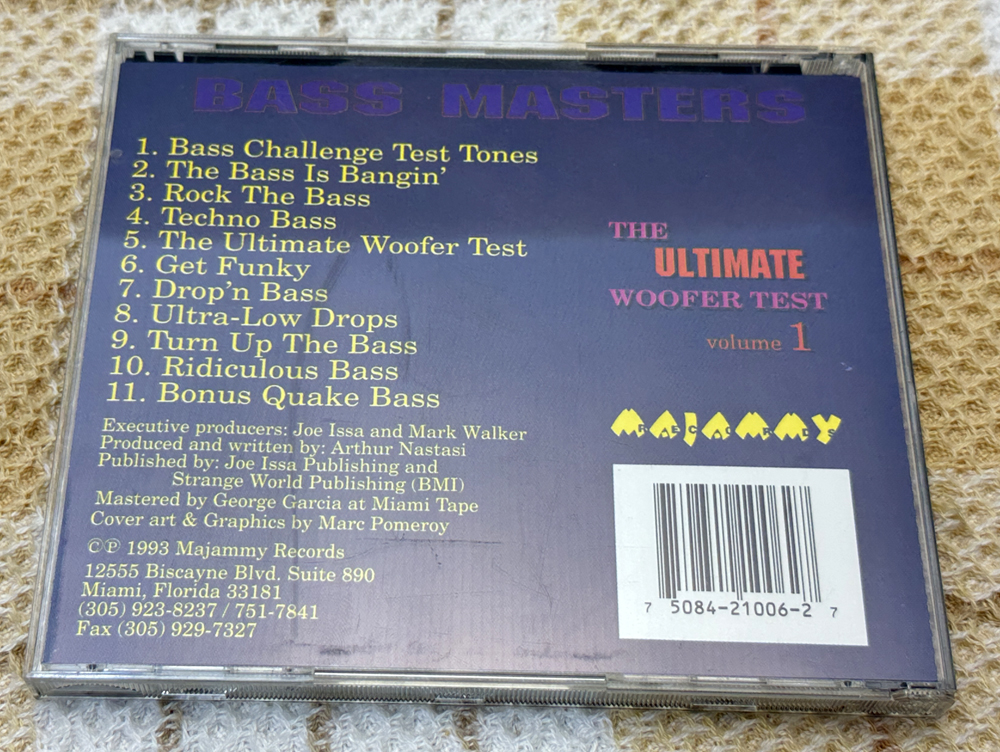 BASS MASTERS
1. Bass Challenge Test Tones
2. The Bass Is Bangin'
3. Rock The Bass
4. Techno Bass
5. The Ultimate Woofer Test
6. Get Funky
7. Drop'n Bass
8. Ultra-Low Drops
9. Turn Up The Bass
10. Ridiculous Bass
11. Bonus Quake Bass
Executive producers: Joe Issa and Mark Walker
Produced and written by: Arthur Nastasi
Published by: Joe Issa Publishing and
Strange World Publishing (BMI)
Mastered by George Garcia at Miami Tape
Cover art & Graphics by Marc Pomeroy
©℗ 1993 Majammy Records
12555 Biscayne Blvd. Suite 890
Miami, Florida 33181
(305) 923-8237 / 751-7841
Fax (305) 929-7327
THE
ULTIMATE
WOOFER TEST
volume 1
MAJAMMY
RECORDS
7 5084-21006-2 7